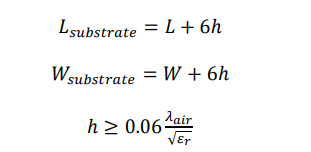 L_substrate = L + 6h
W_substrate = W + 6h
h ≥ 0.06 λ_air / √ε_r